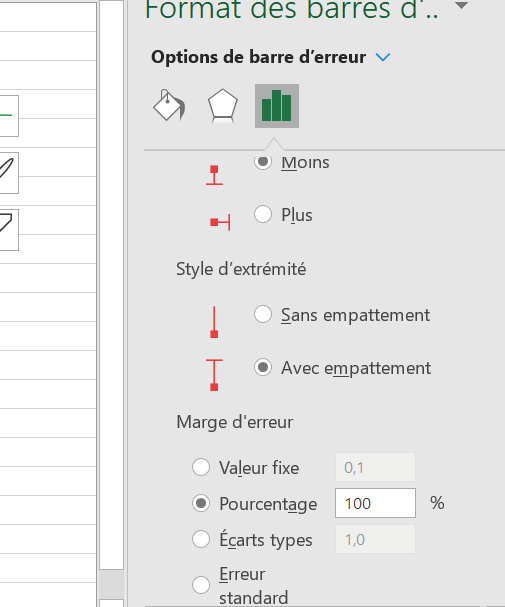 Format des barres d'..
Options de barre d’erreur
Moins
Plus
Style d’extrémité
Sans empattement
Avec empattement
Marge d'erreur
Valeur fixe 0,1
Pourcentage 100 %
Écarts types 1,0
Erreur
standard